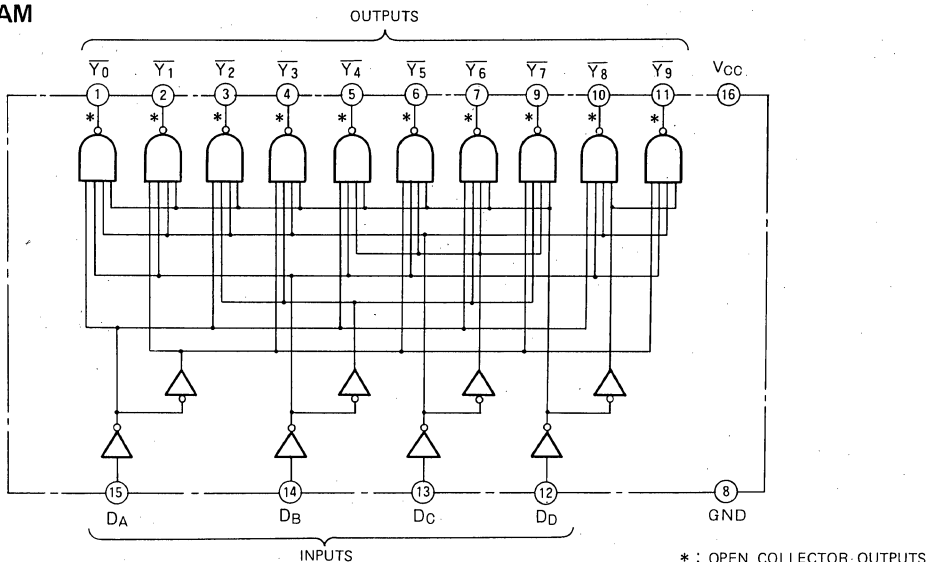 AM
OUTPUTS
Y0 Y1 Y2 Y3 Y4 Y5 Y6 Y7 Y8 Y9 VCC
1 2 3 4 5 6 7 9 10 11 16
* * * * * * * * * *
15 14 13 12 8
DA DB DC DD GND
INPUTS
* : OPEN COLLECTOR OUTPUTS